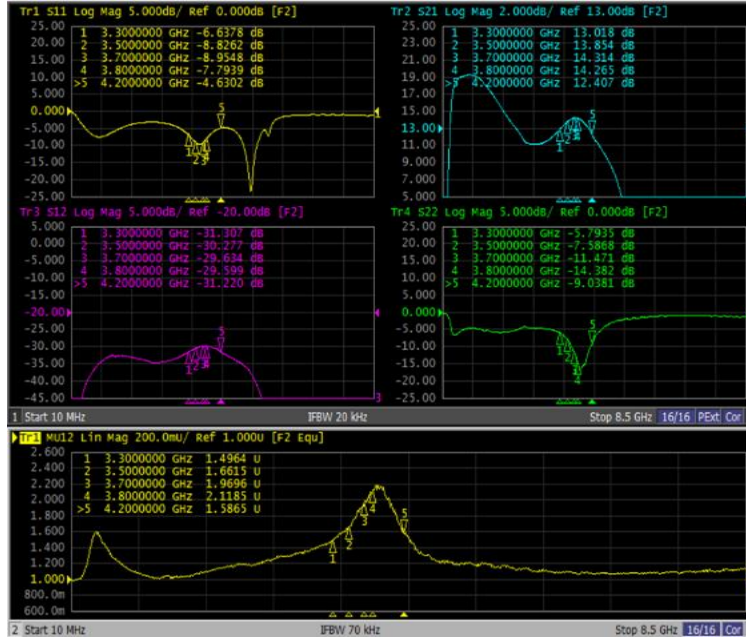 Tr1 S11 Log Mag 5.000dB/ Ref 0.000dB [F2]
25.00
20.00
15.00
10.00
5.000
0.000
-5.000
-10.00
-15.00
-20.00
-25.00
1 3.3000000 GHz -6.6378 dB
2 3.5000000 GHz -8.8262 dB
3 3.7000000 GHz -8.9548 dB
4 3.8000000 GHz -7.7939 dB
>5 4.2000000 GHz -4.6302 dB
Tr2 S21 Log Mag 2.000dB/ Ref 13.00dB [F2]
23.00
21.00
19.00
17.00
15.00
13.00
11.00
9.000
7.000
5.000
1 3.3000000 GHz 13.018 dB
2 3.5000000 GHz 13.854 dB
3 3.7000000 GHz 14.314 dB
4 3.8000000 GHz 14.265 dB
>5 4.2000000 GHz 12.407 dB
Tr3 S12 Log Mag 5.000dB/ Ref -20.00dB [F2]
5.000
0.000
-5.000
-10.00
-15.00
-20.00
-25.00
-30.00
-35.00
-40.00
-45.00
1 3.3000000 GHz -31.307 dB
2 3.5000000 GHz -30.277 dB
3 3.7000000 GHz -29.634 dB
4 3.8000000 GHz -29.599 dB
>5 4.2000000 GHz -31.220 dB
Tr4 S22 Log Mag 5.000dB/ Ref 0.000dB [F2]
25.00
20.00
15.00
10.00
5.000
0.000
-5.000
-10.00
-15.00
-20.00
-25.00
1 3.3000000 GHz -5.7935 dB
2 3.5000000 GHz -7.5868 dB
3 3.7000000 GHz -11.471 dB
4 3.8000000 GHz -14.382 dB
>5 4.2000000 GHz -9.0381 dB
1 Start 10 MHz IFBW 20 kHz Stop 8.5 GHz 16/16 PExt Cor
Tr1 MU12 Lin Mag 200.0mU/ Ref 1.000U [F2 Equ]
2.600
2.400
2.200
2.000
1.800
1.600
1.400
1.200
1.000
800.0m
600.0m
1 3.3000000 GHz 1.4964 U
2 3.5000000 GHz 1.6615 U
3 3.7000000 GHz 1.9696 U
4 3.8000000 GHz 2.1185 U
>5 4.2000000 GHz 1.5865 U
2 Start 10 MHz IFBW 70 kHz Stop 8.5 GHz 16/16 Cor